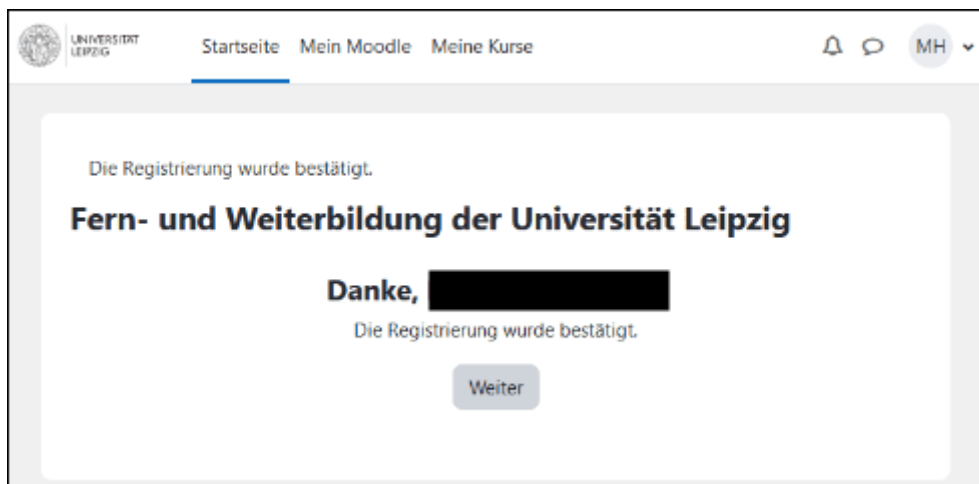 UNIVERSITÄT
LEIPZIG
Startseite Mein Moodle Meine Kurse
MH
Die Registrierung wurde bestätigt.
Fern- und Weiterbildung der Universität Leipzig
Danke,
Die Registrierung wurde bestätigt.
Weiter